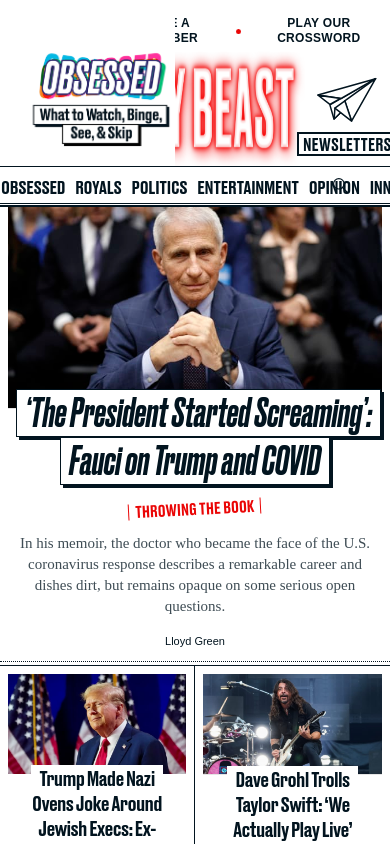 E A
BER
PLAY OUR
CROSSWORD
OBSESSED
What to Watch, Binge,
See, & Skip
Y BEAST
NEWSLETTERS
OBSESSED ROYALS POLITICS ENTERTAINMENT OPINION INN
‘The President Started Screaming’:
Fauci on Trump and COVID
THROWING THE BOOK
In his memoir, the doctor who became the face of the U.S.
coronavirus response describes a remarkable career and
dishes dirt, but remains opaque on some serious open
questions.
Lloyd Green
Trump Made Nazi
Ovens Joke Around
Jewish Execs: Ex-
Dave Grohl Trolls
Taylor Swift: ‘We
Actually Play Live’